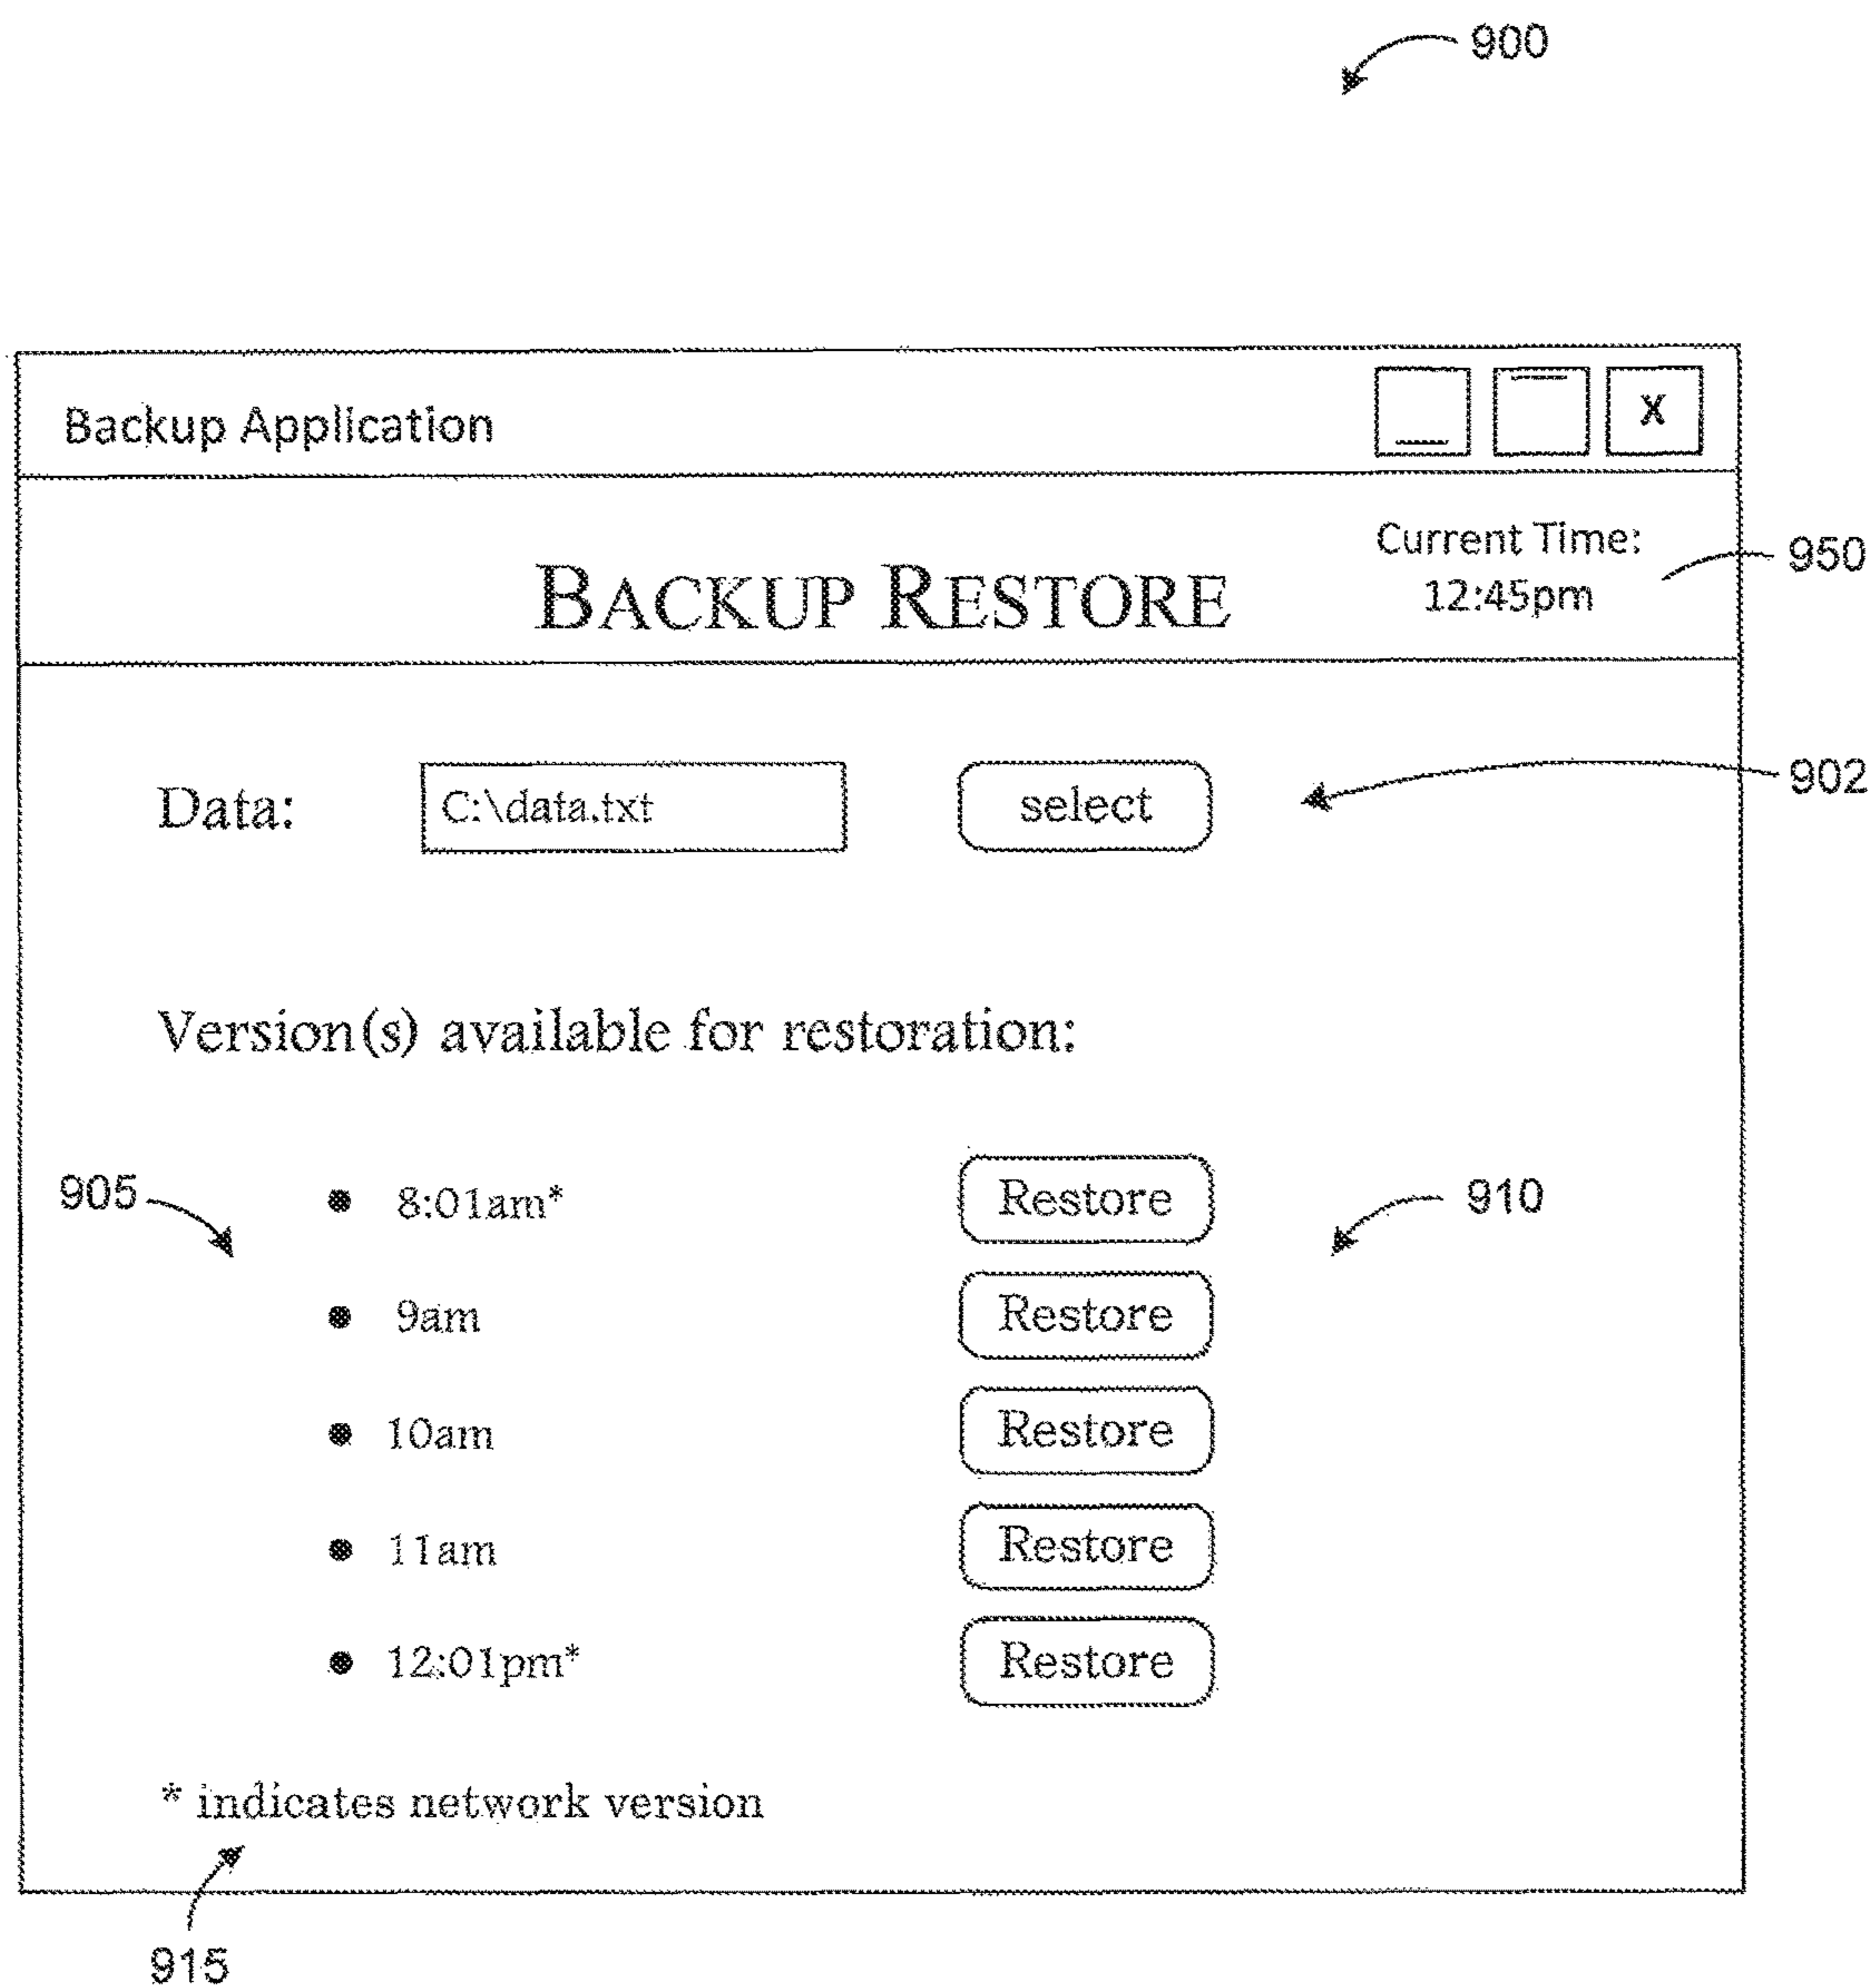 900
Backup Application
X
BACKUP RESTORE
Current Time:
12:45pm
950
Data:
C:\data.txt
select
902
Version(s) available for restoration:
905
8:01am*
Restore
910
9am
Restore
10am
Restore
11am
Restore
12:01pm*
Restore
* indicates network version
915